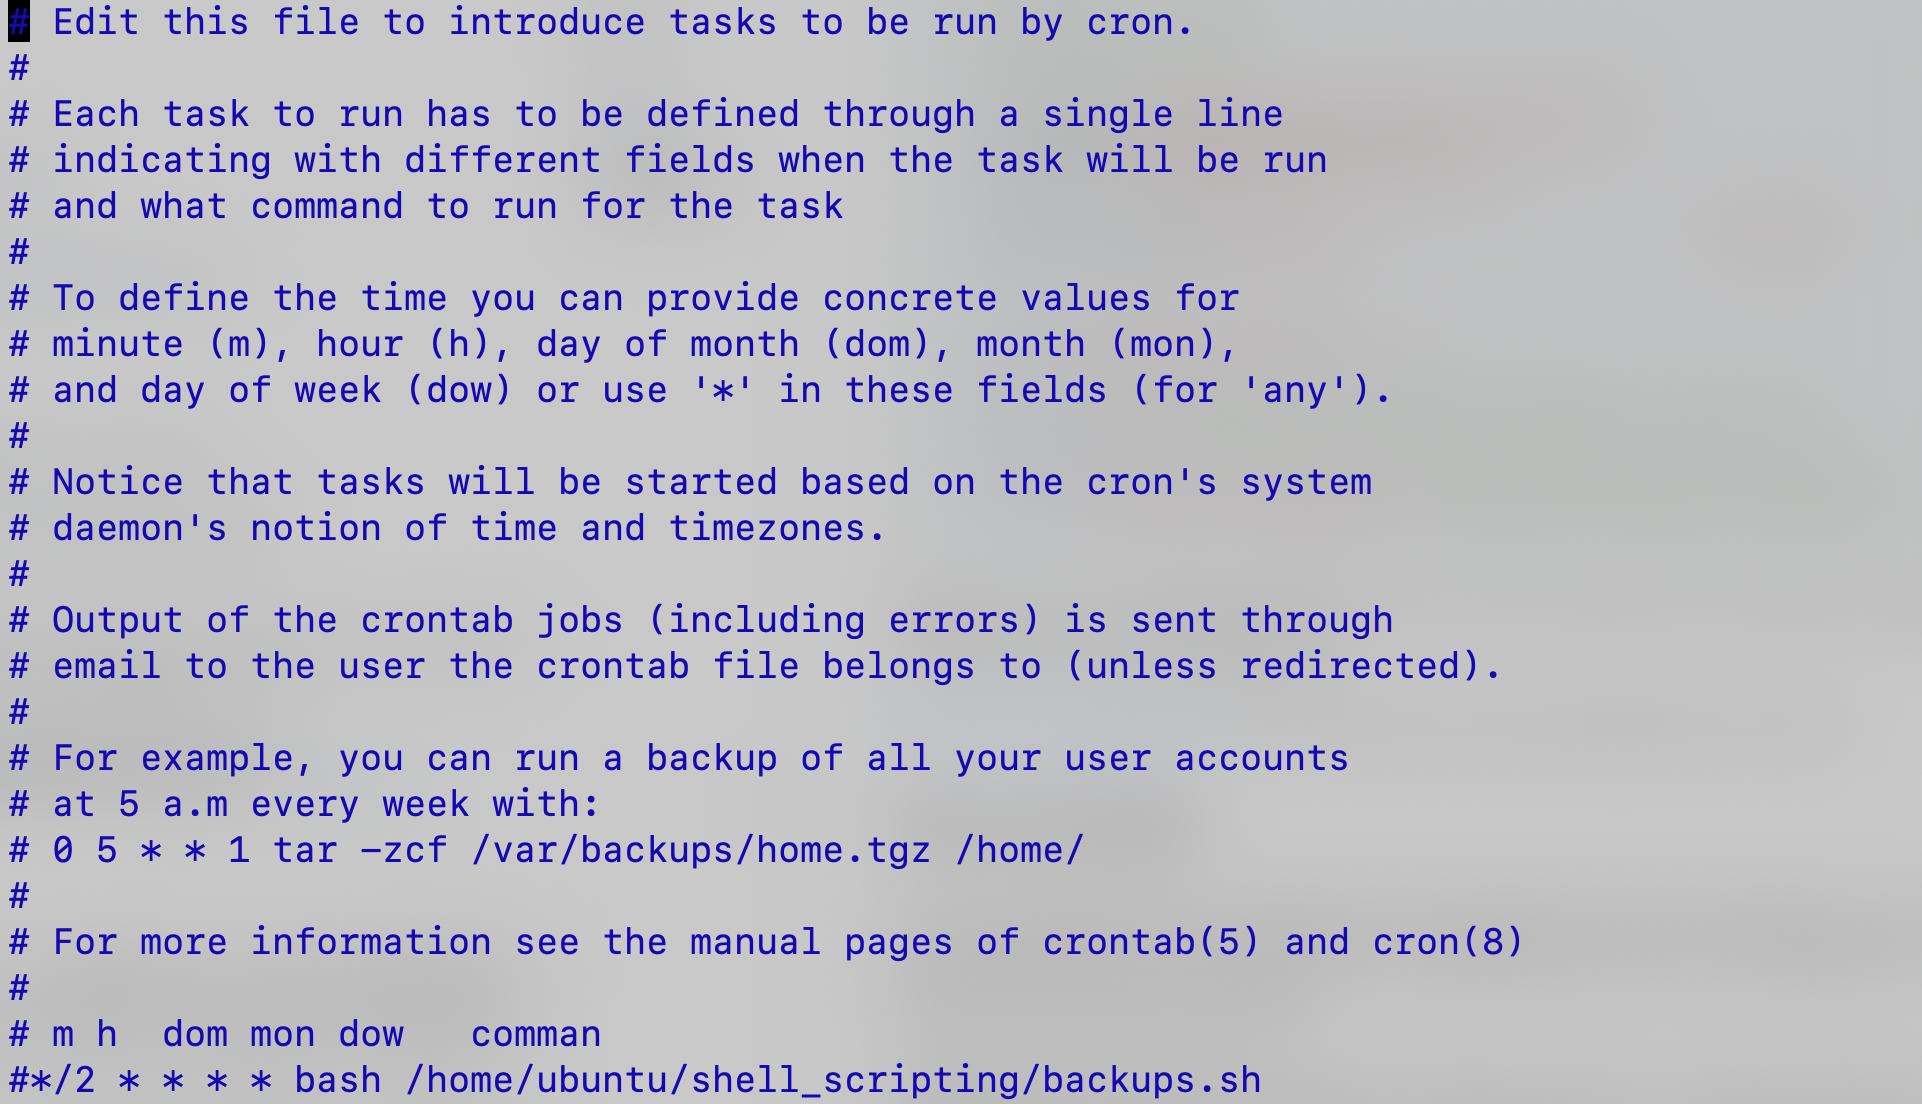 # Edit this file to introduce tasks to be run by cron.
#
# Each task to run has to be defined through a single line
# indicating with different fields when the task will be run
# and what command to run for the task
#
# To define the time you can provide concrete values for
# minute (m), hour (h), day of month (dom), month (mon),
# and day of week (dow) or use '*' in these fields (for 'any').
#
# Notice that tasks will be started based on the cron's system
# daemon's notion of time and timezones.
#
# Output of the crontab jobs (including errors) is sent through
# email to the user the crontab file belongs to (unless redirected).
#
# For example, you can run a backup of all your user accounts
# at 5 a.m every week with:
# 0 5 * * 1 tar -zcf /var/backups/home.tgz /home/
#
# For more information see the manual pages of crontab(5) and cron(8)
#
# m h  dom mon dow   comman
#*/2 * * * * bash /home/ubuntu/shell_scripting/backups.sh